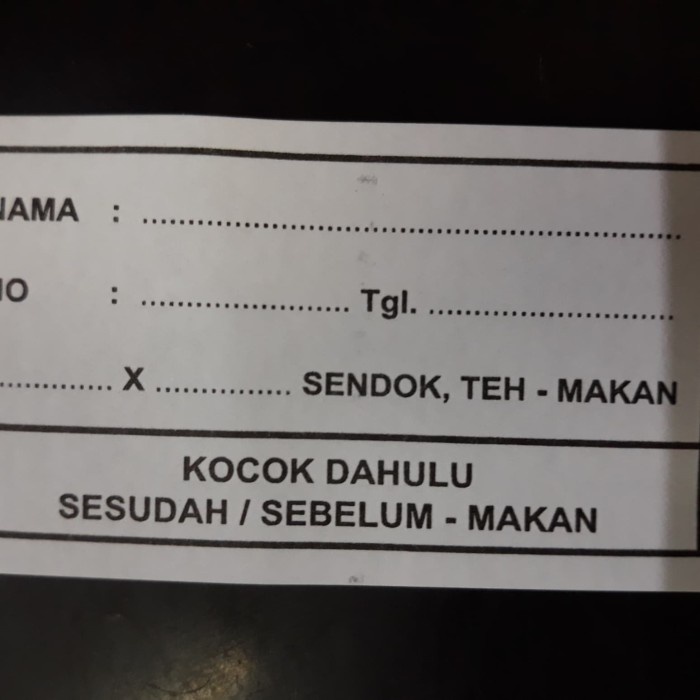 NAMA : ..........................................................
NO : ....................... Tgl. ...........................
............. X ............... SENDOK, TEH - MAKAN
KOCOK DAHULU
SESUDAH / SEBELUM - MAKAN